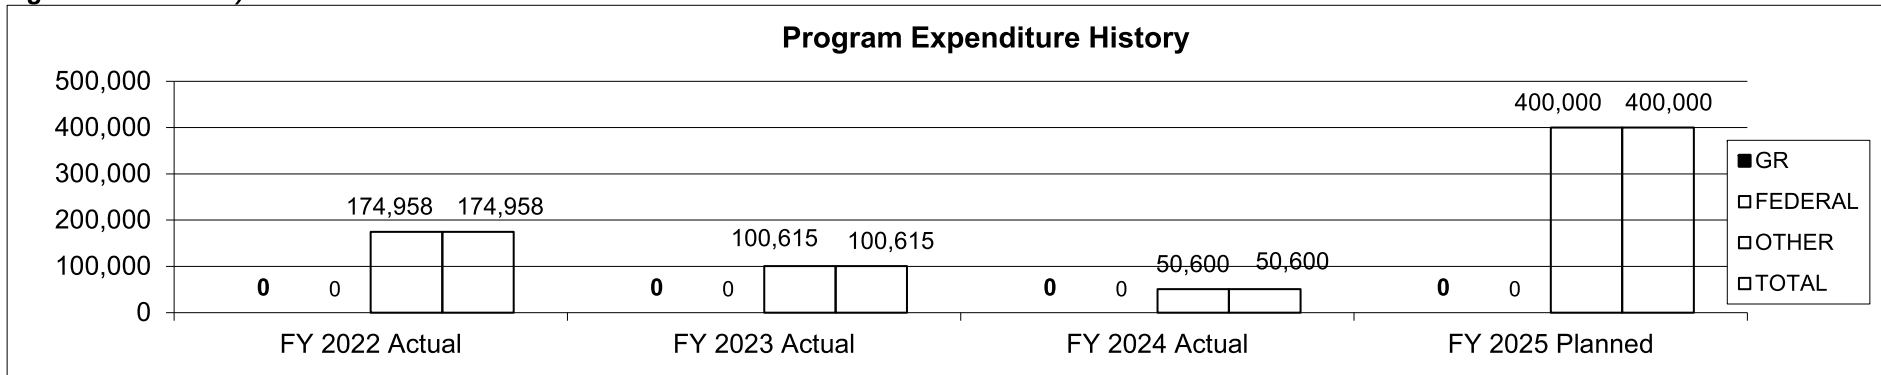 Program Expenditure History
500,000
400,000
300,000
200,000
100,000
0
0 0 174,958 174,958
0 0 100,615 100,615
0 0 50,600 50,600
0 0 400,000 400,000
FY 2022 Actual FY 2023 Actual FY 2024 Actual FY 2025 Planned
GR
FEDERAL
OTHER
TOTAL